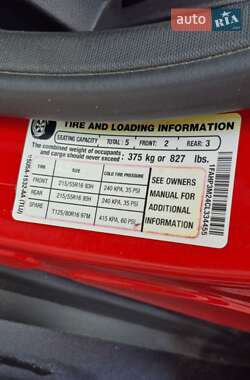 auto RIA .com
TIRE AND LOADING INFORMATION
SEATING CAPACITY TOTAL: 5 FRONT: 2 REAR: 3
The combined weight of occupants
and cargo should never exceed: 375 kg or 827 lbs.
TIRE SIZE
FRONT 215/55R16 93H 240 KPA, 35 PSI
REAR 215/55R16 93H 240 KPA, 35 PSI
SPARE T125/80R16 97M 415 KPA, 60 PSI
SEE OWNERS
MANUAL FOR
ADDITIONAL
INFORMATION